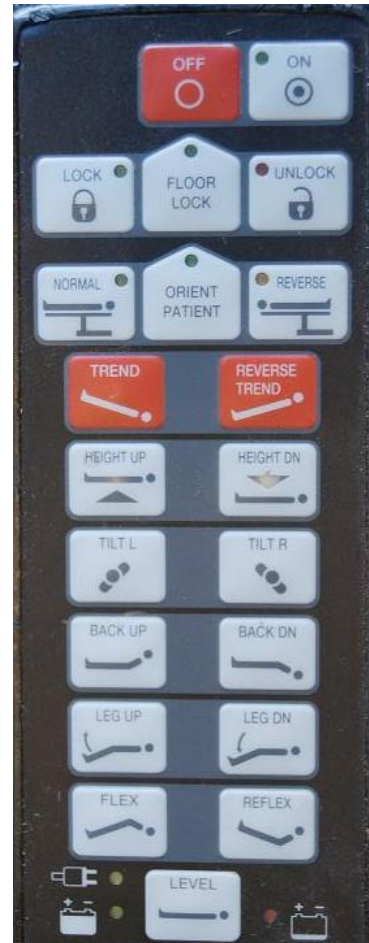 OFF
ON
LOCK
FLOOR
LOCK
UNLOCK
NORMAL
ORIENT
PATIENT
REVERSE
TREND
REVERSE
TREND
HEIGHT UP
HEIGHT DN
TILT L
TILT R
BACK UP
BACK DN
LEG UP
LEG DN
FLEX
REFLEX
LEVEL